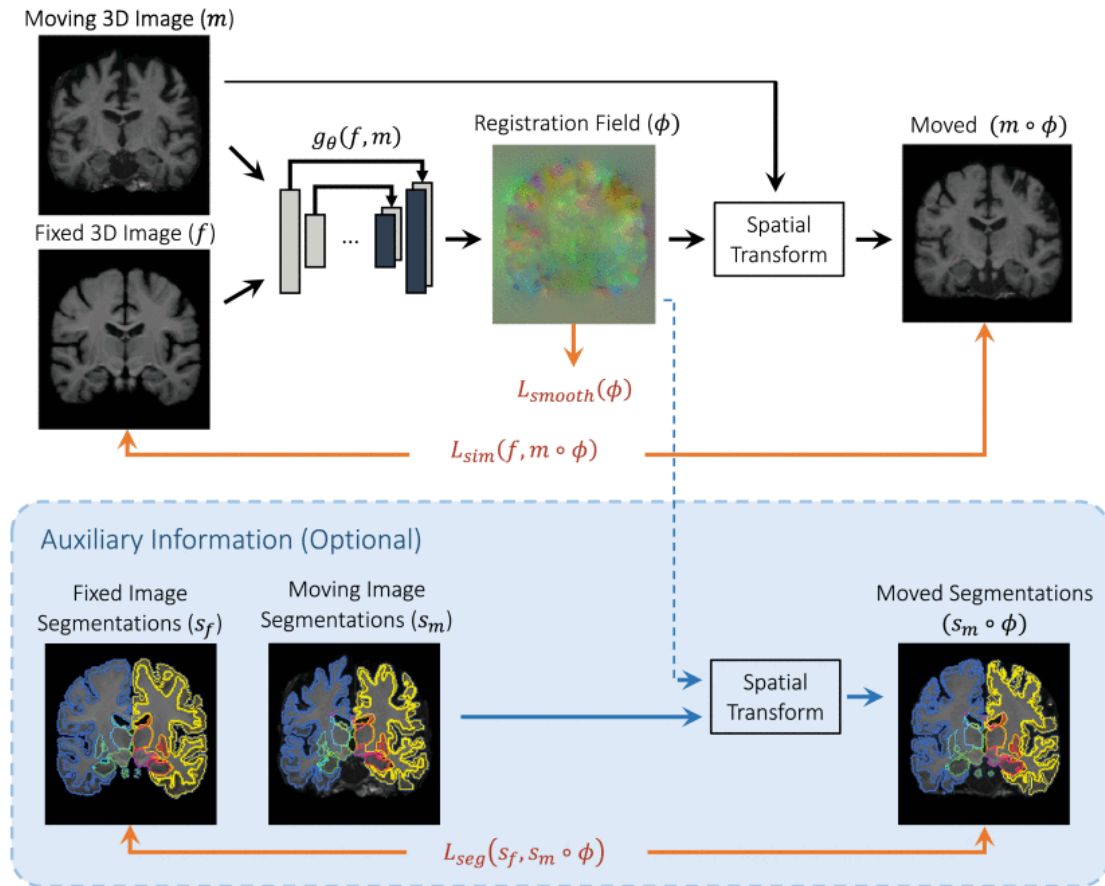 Moving 3D Image (m)
g_θ(f, m)
Registration Field (ϕ)
Moved (m ∘ ϕ)
Fixed 3D Image (f)
...
Spatial
Transform
L_smooth(ϕ)
L_sim(f, m ∘ ϕ)
Auxiliary Information (Optional)
Fixed Image
Segmentations (s_f)
Moving Image
Segmentations (s_m)
Moved Segmentations
(s_m ∘ ϕ)
Spatial
Transform
L_seg(s_f, s_m ∘ ϕ)